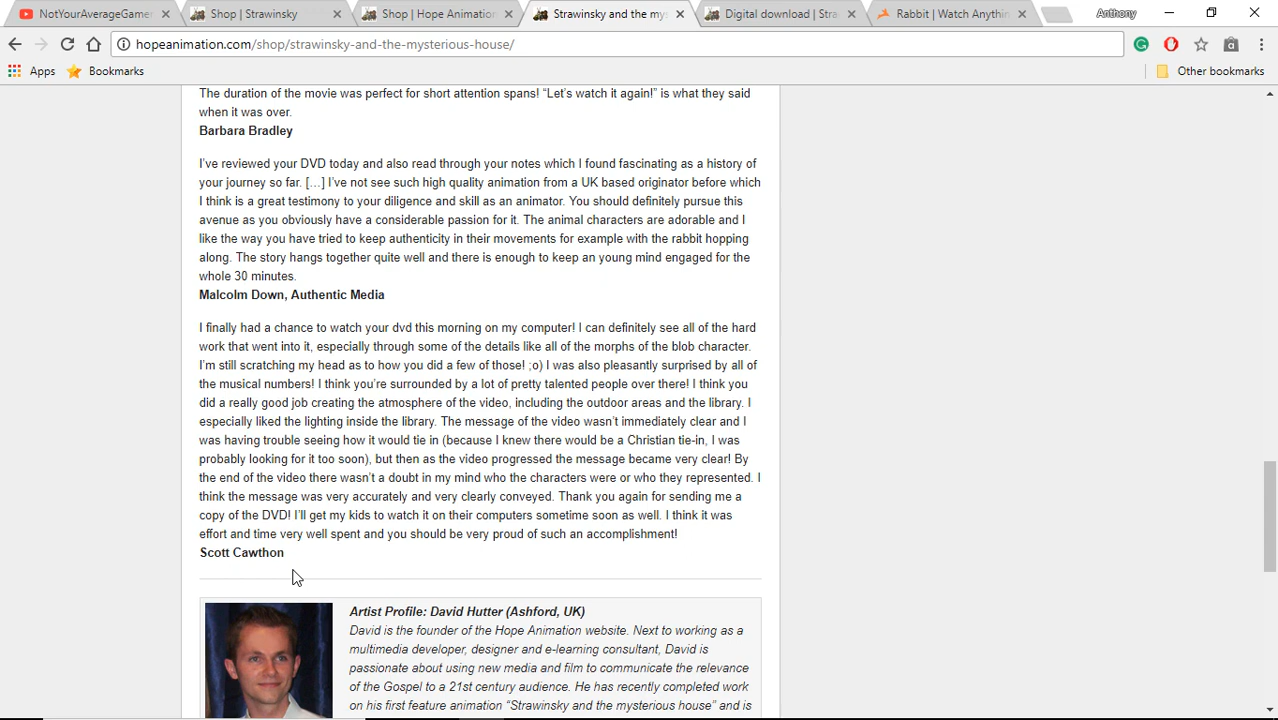 NotYourAverageGamer
Shop | Strawinsky
Shop | Hope Animation
Strawinsky and the mys
Digital download | Stra
Rabbit | Watch Anythin
Anthony
hopeanimation.com/shop/strawinsky-and-the-mysterious-house/
Apps Bookmarks Other bookmarks
The duration of the movie was perfect for short attention spans! “Let’s watch it again!” is what they said
when it was over.
Barbara Bradley
I’ve reviewed your DVD today and also read through your notes which I found fascinating as a history of
your journey so far. […] I’ve not see such high quality animation from a UK based originator before which
I think is a great testimony to your diligence and skill as an animator. You should definitely pursue this
avenue as you obviously have a considerable passion for it. The animal characters are adorable and I
like the way you have tried to keep authenticity in their movements for example with the rabbit hopping
along. The story hangs together quite well and there is enough to keep an young mind engaged for the
whole 30 minutes.
Malcolm Down, Authentic Media
I finally had a chance to watch your dvd this morning on my computer! I can definitely see all of the hard
work that went into it, especially through some of the details like all of the morphs of the blob character.
I’m still scratching my head as to how you did a few of those! ;o) I was also pleasantly surprised by all of
the musical numbers! I think you’re surrounded by a lot of pretty talented people over there! I think you
did a really good job creating the atmosphere of the video, including the outdoor areas and the library. I
especially liked the lighting inside the library. The message of the video wasn’t immediately clear and I
was having trouble seeing how it would tie in (because I knew there would be a Christian tie-in, I was
probably looking for it too soon), but then as the video progressed the message became very clear! By
the end of the video there wasn’t a doubt in my mind who the characters were or who they represented. I
think the message was very accurately and very clearly conveyed. Thank you again for sending me a
copy of the DVD! I’ll get my kids to watch it on their computers sometime soon as well. I think it was
effort and time very well spent and you should be very proud of such an accomplishment!
Scott Cawthon
Artist Profile: David Hutter (Ashford, UK)
David is the founder of the Hope Animation website. Next to working as a
multimedia developer, designer and e-learning consultant, David is
passionate about using new media and film to communicate the relevance
of the Gospel to a 21st century audience. He has recently completed work
on his first feature animation “Strawinsky and the mysterious house” and is